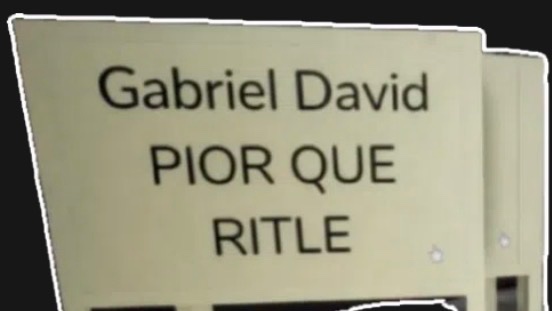 Gabriel David
PIOR QUE
RITLE